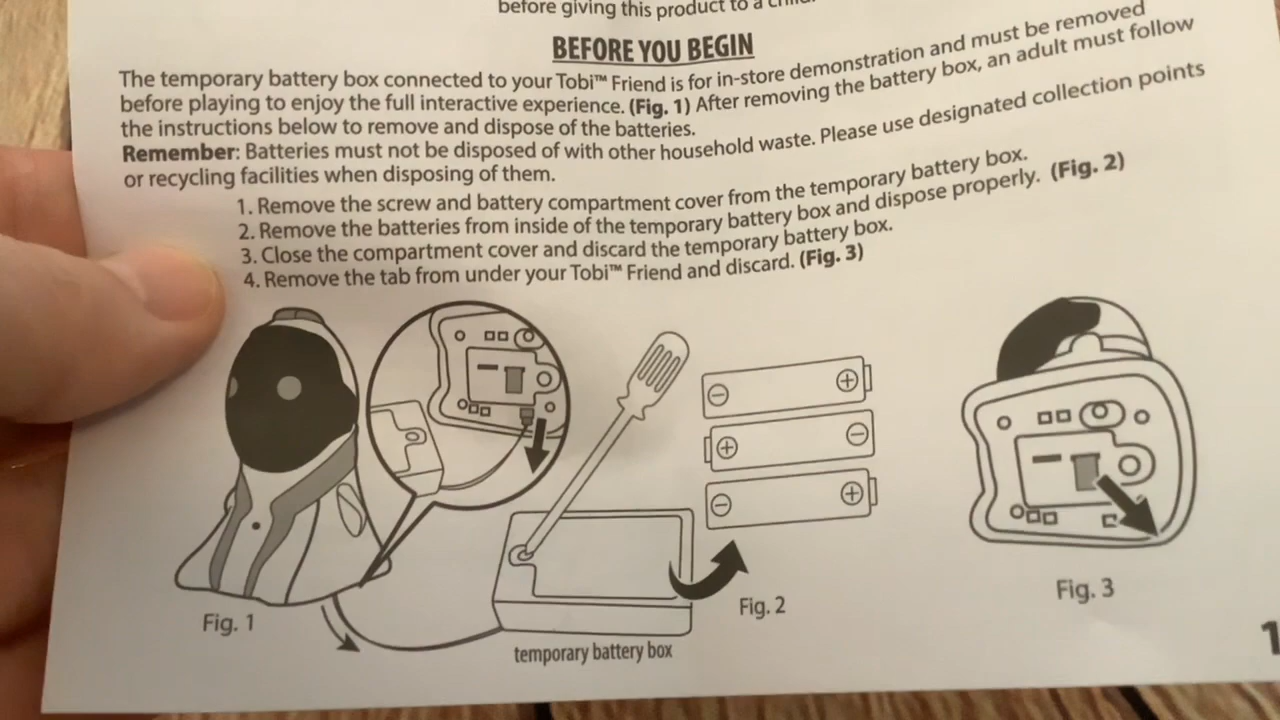 before giving this product to a child.
BEFORE YOU BEGIN
The temporary battery box connected to your Tobi™ Friend is for in-store demonstration and must be removed
before playing to enjoy the full interactive experience. (Fig. 1) After removing the battery box, an adult must follow
the instructions below to remove and dispose of the batteries.
Remember: Batteries must not be disposed of with other household waste. Please use designated collection points
or recycling facilities when disposing of them.
1. Remove the screw and battery compartment cover from the temporary battery box.
2. Remove the batteries from inside of the temporary battery box and dispose properly. (Fig. 2)
3. Close the compartment cover and discard the temporary battery box.
4. Remove the tab from under your Tobi™ Friend and discard. (Fig. 3)
Fig. 1
temporary battery box
Fig. 2
Fig. 3
1